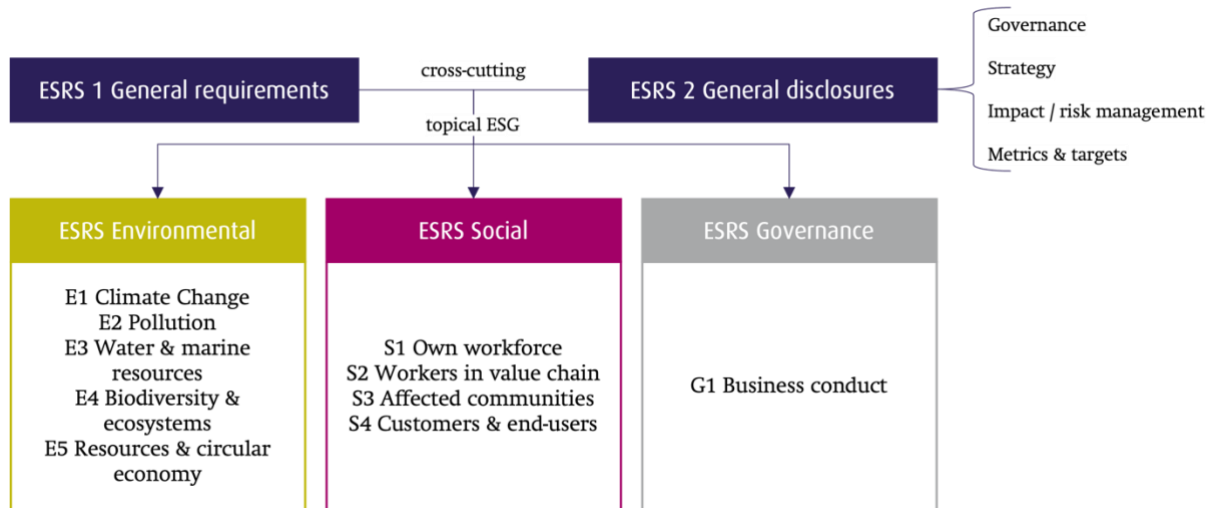 ESRS 1 General requirements
cross-cutting
ESRS 2 General disclosures
Governance
Strategy
Impact / risk management
Metrics & targets
topical ESG
ESRS Environmental
E1 Climate Change
E2 Pollution
E3 Water & marine
resources
E4 Biodiversity &
ecosystems
E5 Resources & circular
economy
ESRS Social
S1 Own workforce
S2 Workers in value chain
S3 Affected communities
S4 Customers & end-users
ESRS Governance
G1 Business conduct